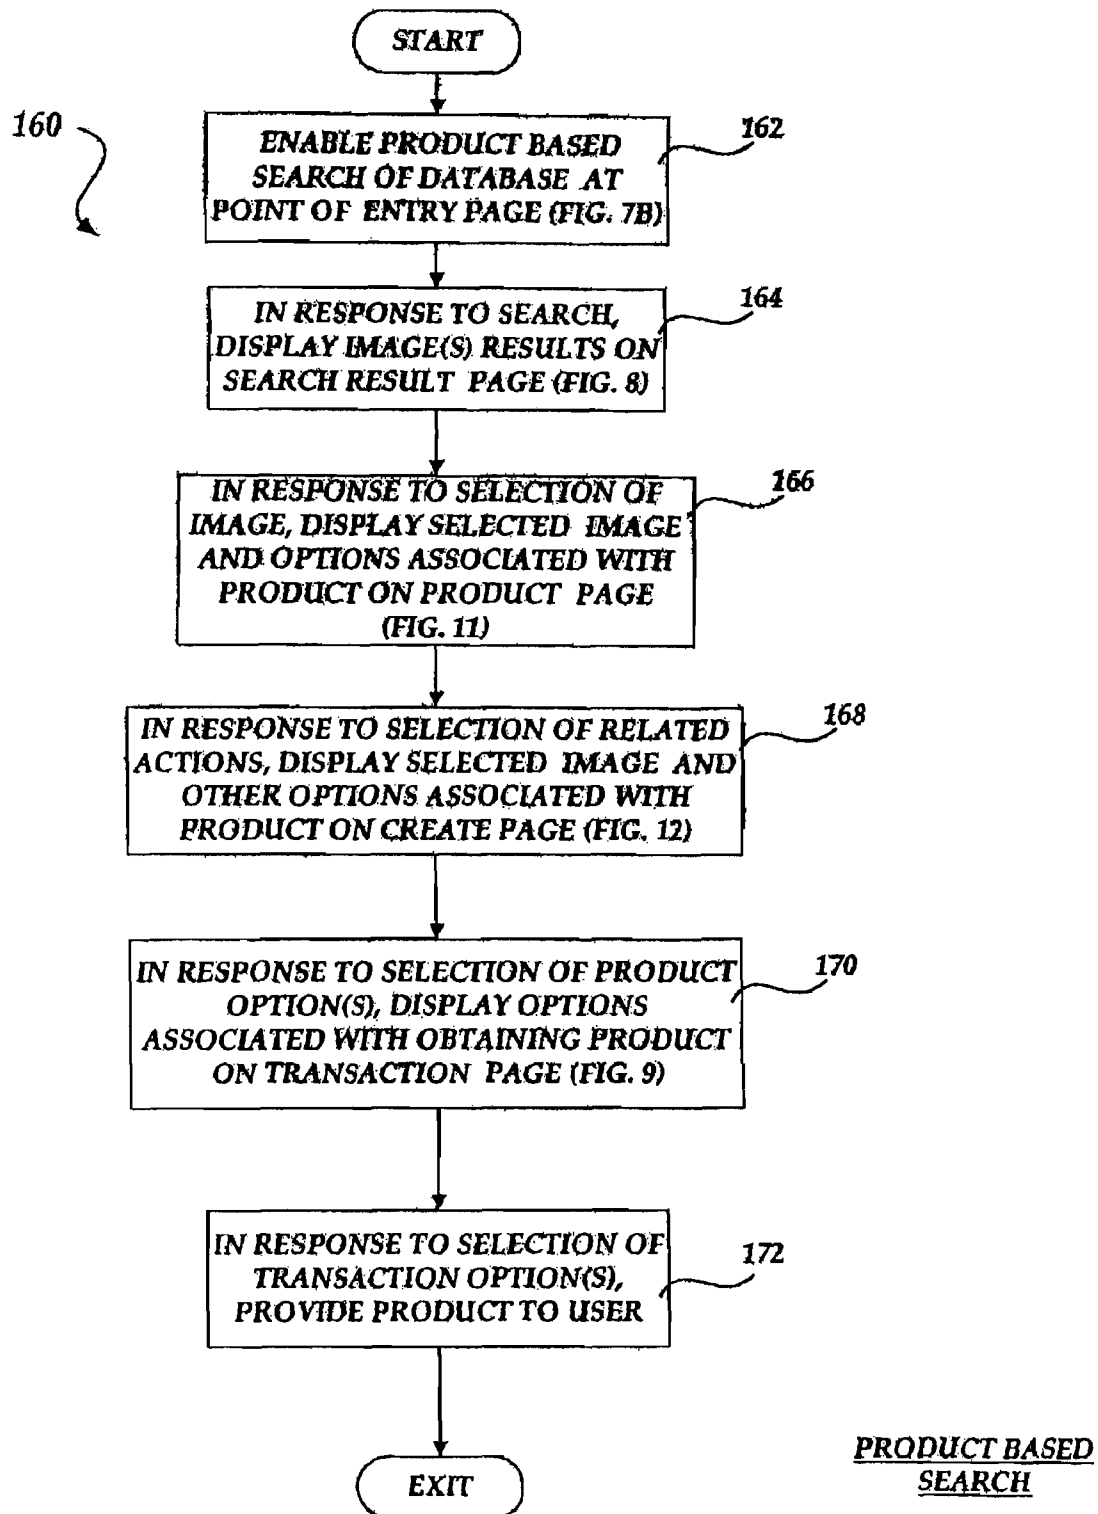 START
160
ENABLE PRODUCT BASED
SEARCH OF DATABASE AT
POINT OF ENTRY PAGE (FIG. 7B)
162
IN RESPONSE TO SEARCH,
DISPLAY IMAGE(S) RESULTS ON
SEARCH RESULT PAGE (FIG. 8)
164
IN RESPONSE TO SELECTION OF
IMAGE, DISPLAY SELECTED IMAGE
AND OPTIONS ASSOCIATED WITH
PRODUCT ON PRODUCT PAGE
(FIG. 11)
166
IN RESPONSE TO SELECTION OF RELATED
ACTIONS, DISPLAY SELECTED IMAGE AND
OTHER OPTIONS ASSOCIATED WITH
PRODUCT ON CREATE PAGE (FIG. 12)
168
IN RESPONSE TO SELECTION OF PRODUCT
OPTION(S), DISPLAY OPTIONS
ASSOCIATED WITH OBTAINING PRODUCT
ON TRANSACTION PAGE (FIG. 9)
170
IN RESPONSE TO SELECTION OF
TRANSACTION OPTION(S),
PROVIDE PRODUCT TO USER
172
EXIT
PRODUCT BASED
SEARCH